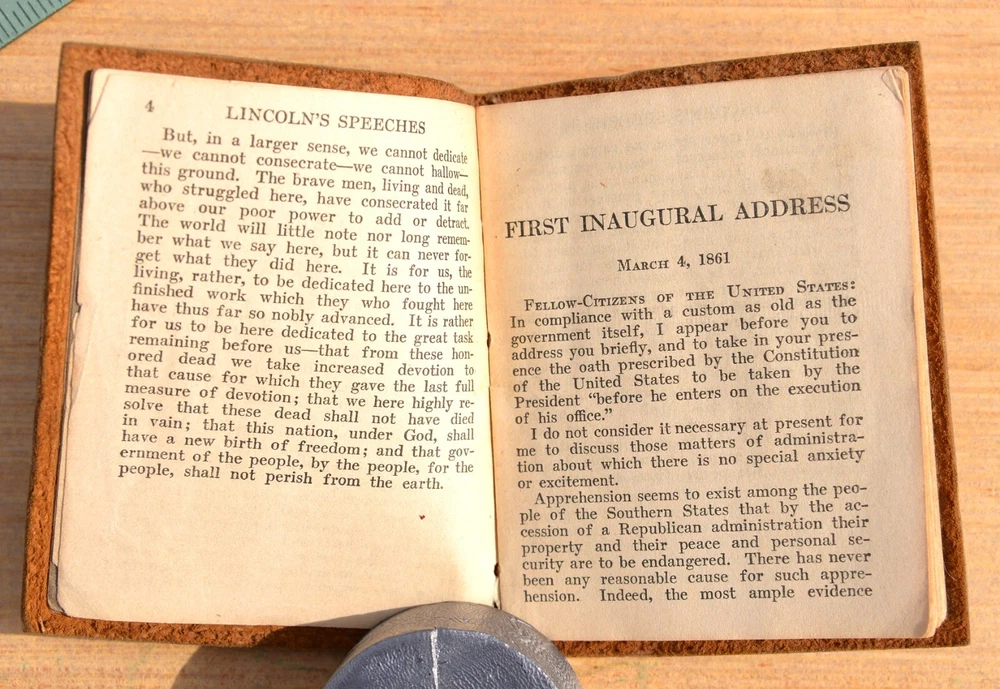 4
LINCOLN'S SPEECHES
But, in a larger sense, we cannot dedicate
—we cannot consecrate—we cannot hallow—
this ground. The brave men, living and dead,
who struggled here, have consecrated it far
above our poor power to add or detract.
The world will little note nor long remem-
ber what we say here, but it can never for-
get what they did here. It is for us, the
living, rather, to be dedicated here to the un-
finished work which they who fought here
have thus far so nobly advanced. It is rather
for us to be here dedicated to the great task
remaining before us—that from these hon-
ored dead we take increased devotion to
that cause for which they gave the last full
measure of devotion; that we here highly re-
solve that these dead shall not have died
in vain; that this nation, under God, shall
have a new birth of freedom; and that gov-
ernment of the people, by the people, for the
people, shall not perish from the earth.
FIRST INAUGURAL ADDRESS
March 4, 1861
Fellow-Citizens of the United States:
In compliance with a custom as old as the
government itself, I appear before you to
address you briefly, and to take in your pres-
ence the oath prescribed by the Constitution
of the United States to be taken by the
President "before he enters on the execution
of his office."
I do not consider it necessary at present for
me to discuss those matters of administra-
tion about which there is no special anxiety
or excitement.
Apprehension seems to exist among the peo-
ple of the Southern States that by the ac-
cession of a Republican administration their
property and their peace and personal se-
curity are to be endangered. There has never
been any reasonable cause for such appre-
hension. Indeed, the most ample evidence